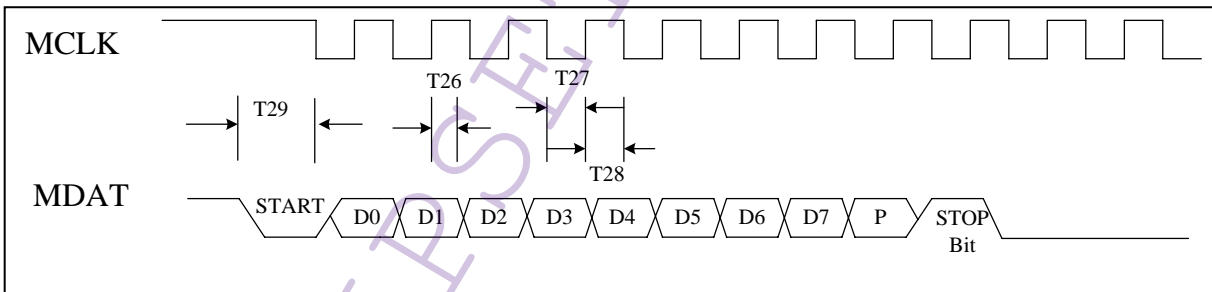 MCLK
T29
T26
T27
T28
MDAT
START
D0
D1
D2
D3
D4
D5
D6
D7
P
STOP
Bit